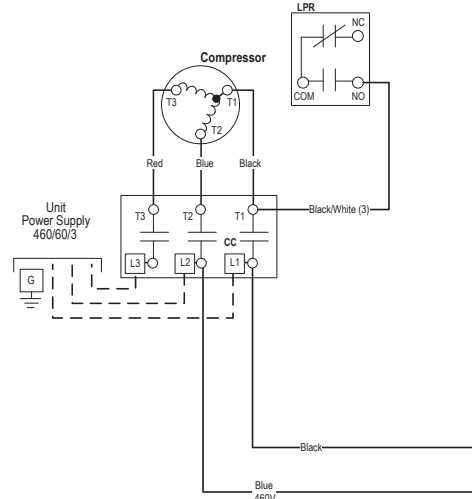 LPR
NC
COM
NO
Compressor
T3
T1
T2
Red
Blue
Black
Unit
Power Supply
460/60/3
T3
T2
T1
Black/White (3)
CC
L3
L2
L1
G
Black
Blue
460V